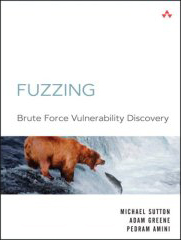 FUZZING
Brute Force Vulnerability Discovery
MICHAEL SUTTON
ADAM GREENE
PEDRAM AMINI